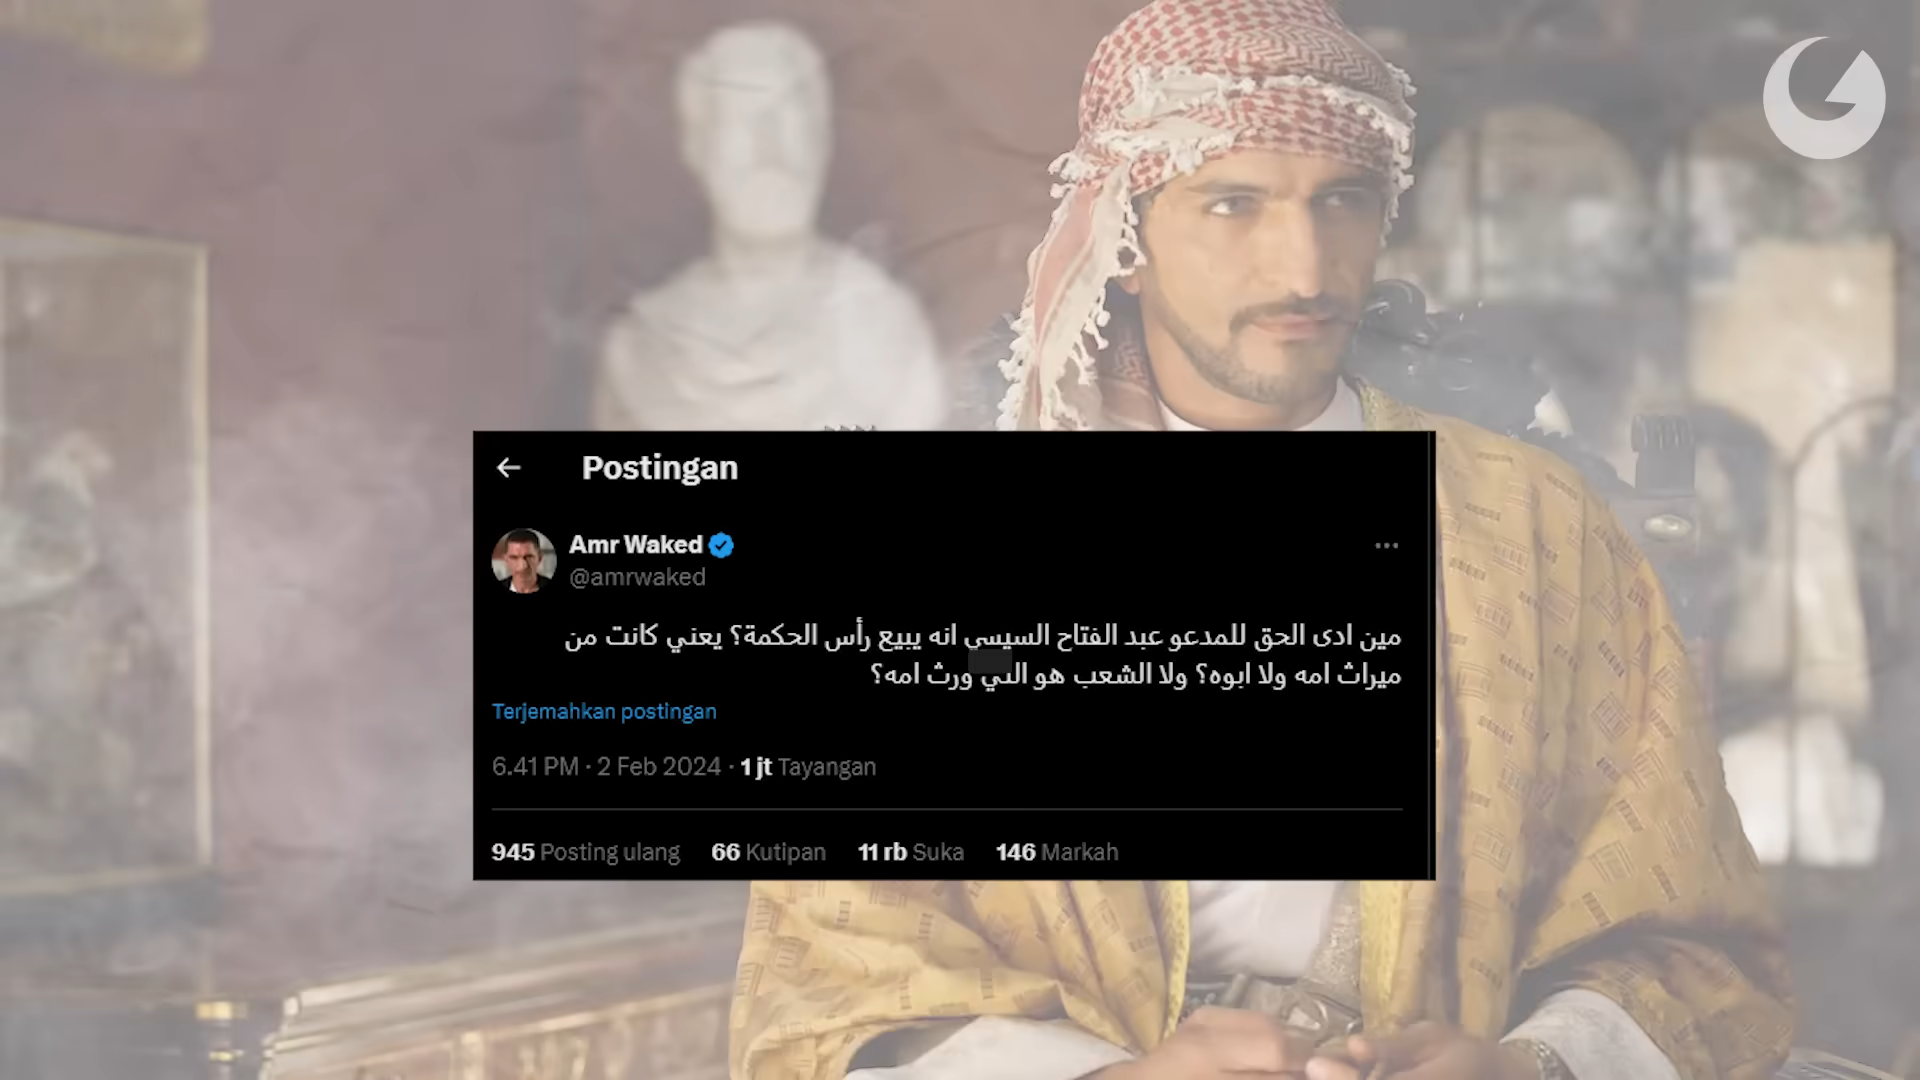 Postingan
Amr Waked
@amrwaked
مين ادى الحق للمدعو عبد الفتاح السيسي انه يبيع رأس الحكمة؟ يعني كانت من
ميراث امه ولا ابوه؟ ولا الشعب هو اللي ورث امه؟
Terjemahkan postingan
6.41 PM · 2 Feb 2024 · 1 jt Tayangan
945 Posting ulang 66 Kutipan 11 rb Suka 146 Markah